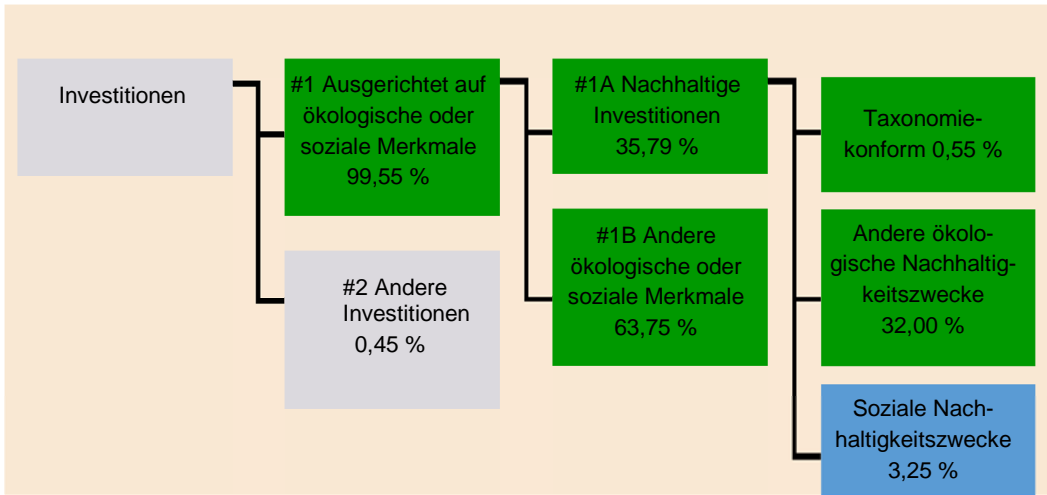 Investitionen
#1 Ausgerichtet auf
ökologische oder
soziale Merkmale
99,55 %
#2 Andere
Investitionen
0,45 %
#1A Nachhaltige
Investitionen
35,79 %
#1B Andere
ökologische oder
soziale Merkmale
63,75 %
Taxonomie-
konform 0,55 %
Andere ökolo-
gische Nachhaltig-
keitszwecke
32,00 %
Soziale Nach-
haltigkeitszwecke
3,25 %